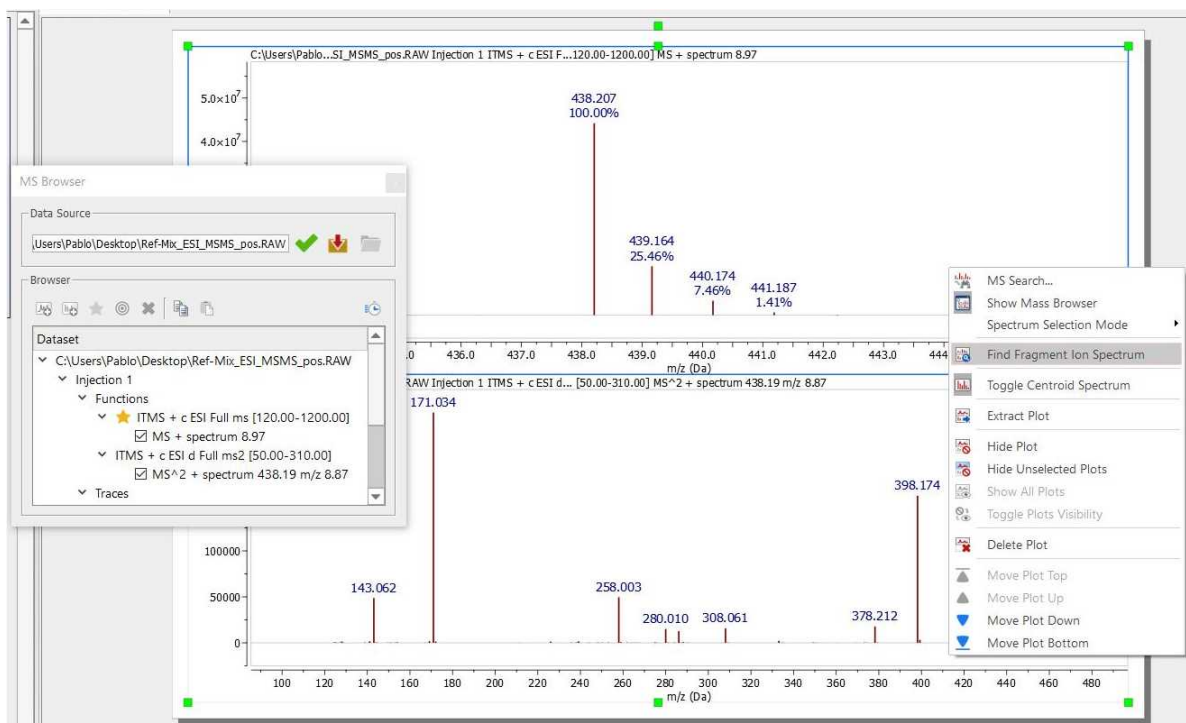 C:\Users\Pablo...SI_MSMS_pos.RAW Injection 1 ITMS + c ESI F...120.00-1200.00] MS + spectrum 8.97
5.0×10⁷
4.0×10⁷
438.207
100.00%
439.164
25.46%
440.174
7.46%
441.187
1.41%
.0 436.0 437.0 438.0 439.0 440.0 441.0 442.0 443.0 444
m/z (Da)
MS Browser
Data Source
\Users\Pablo\Desktop\Ref-Mix_ESI_MSMS_pos.RAW
Browser
Dataset
C:\Users\Pablo\Desktop\Ref-Mix_ESI_MSMS_pos.RAW
Injection 1
Functions
ITMS + c ESI Full ms [120.00-1200.00]
MS + spectrum 8.97
ITMS + c ESI d Full ms2 [50.00-310.00]
MS^2 + spectrum 438.19 m/z 8.87
Traces
RAW Injection 1 ITMS + c ESI d... [50.00-310.00] MS^2 + spectrum 438.19 m/z 8.87
171.034
398.174
143.062
258.003
280.010
308.061
378.212
100000
50000
0
100 120 140 160 180 200 220 240 260 280 300 320 340 360 380 400 420 440 460 480
m/z (Da)
MS Search...
Show Mass Browser
Spectrum Selection Mode
Find Fragment Ion Spectrum
Toggle Centroid Spectrum
Extract Plot
Hide Plot
Hide Unselected Plots
Show All Plots
Toggle Plots Visibility
Delete Plot
Move Plot Top
Move Plot Up
Move Plot Down
Move Plot Bottom